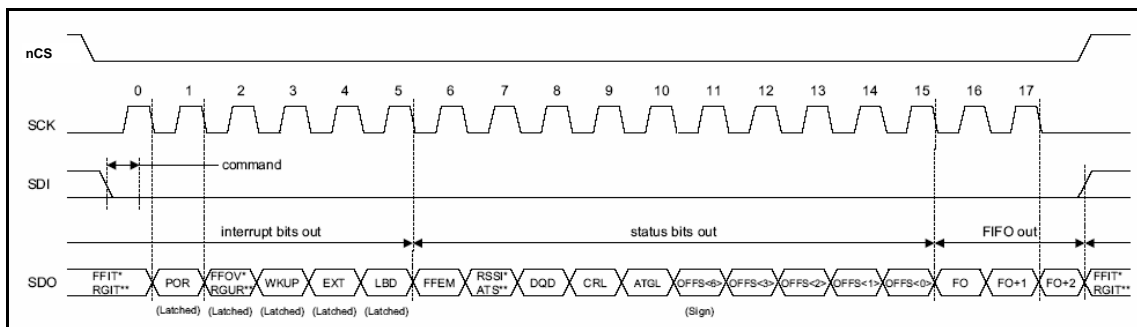 nCS
0 1 2 3 4 5 6 7 8 9 10 11 12 13 14 15 16 17
SCK
command
SDI
interrupt bits out status bits out FIFO out
SDO
FFIT* RGIT**
POR
FFOV* RGUR**
WKUP
EXT
LBD
FFEM
RSSI* ATS**
DQD
CRL
ATGL
OFFS<6>
OFFS<3>
OFFS<2>
OFFS<1>
OFFS<0>
FO
FO+1
FO+2
FFIT* RGIT**
(Latched) (Latched) (Latched) (Latched) (Latched) (Sign)